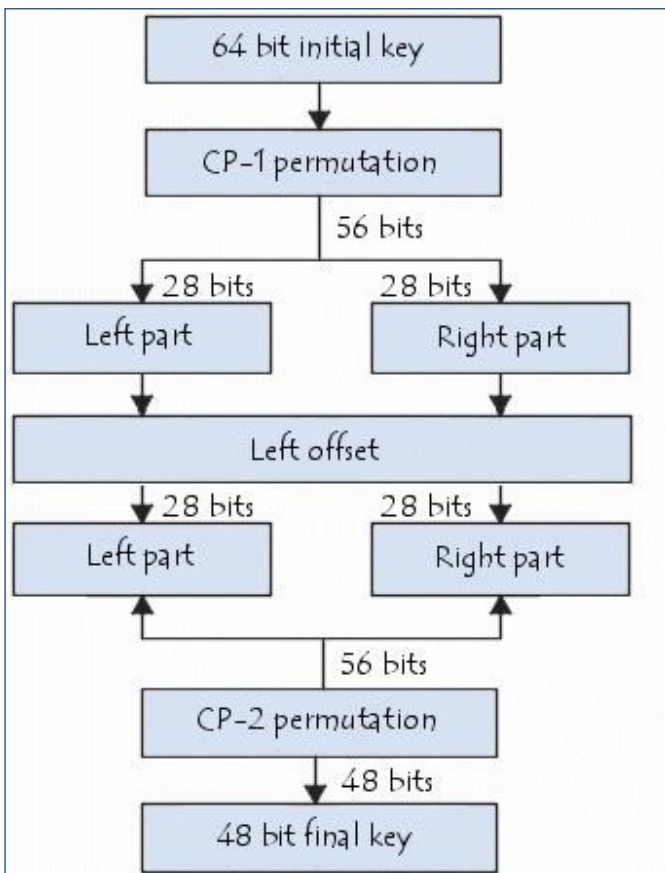 64 bit initial key
CP-1 permutation
56 bits
28 bits
28 bits
Left part
Right part
Left offset
28 bits
28 bits
Left part
Right part
56 bits
CP-2 permutation
48 bits
48 bit final key